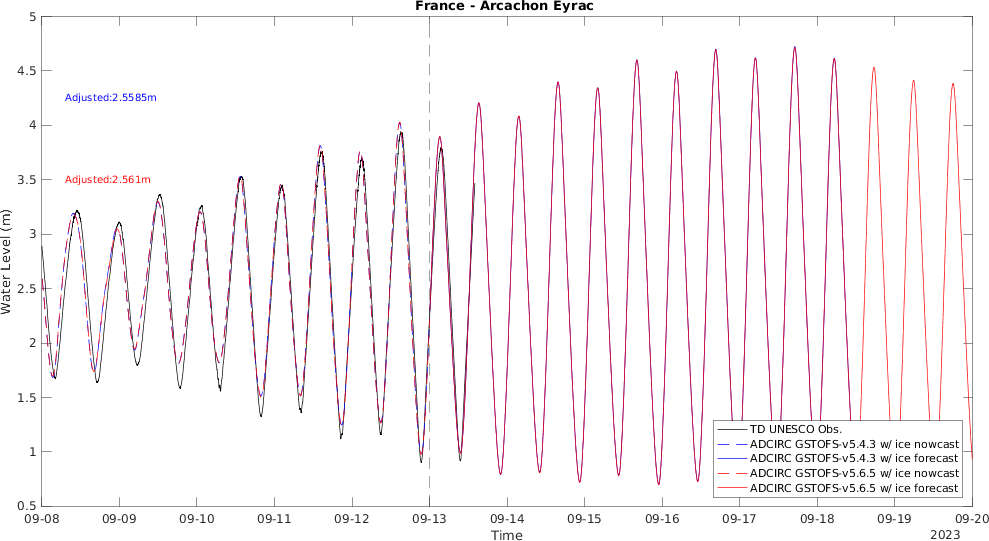 France - Arcachon Eyrac
5
4.5
4
3.5
3
2.5
2
1.5
1
0.5
Water Level (m)
Adjusted:2.5585m
Adjusted:2.561m
TD UNESCO Obs.
ADCIRC GSTOFS-v5.4.3 w/ ice nowcast
ADCIRC GSTOFS-v5.4.3 w/ ice forecast
ADCIRC GSTOFS-v5.6.5 w/ ice nowcast
ADCIRC GSTOFS-v5.6.5 w/ ice forecast
09-08 09-09 09-10 09-11 09-12 09-13 09-14 09-15 09-16 09-17 09-18 09-19 09-20
Time
2023